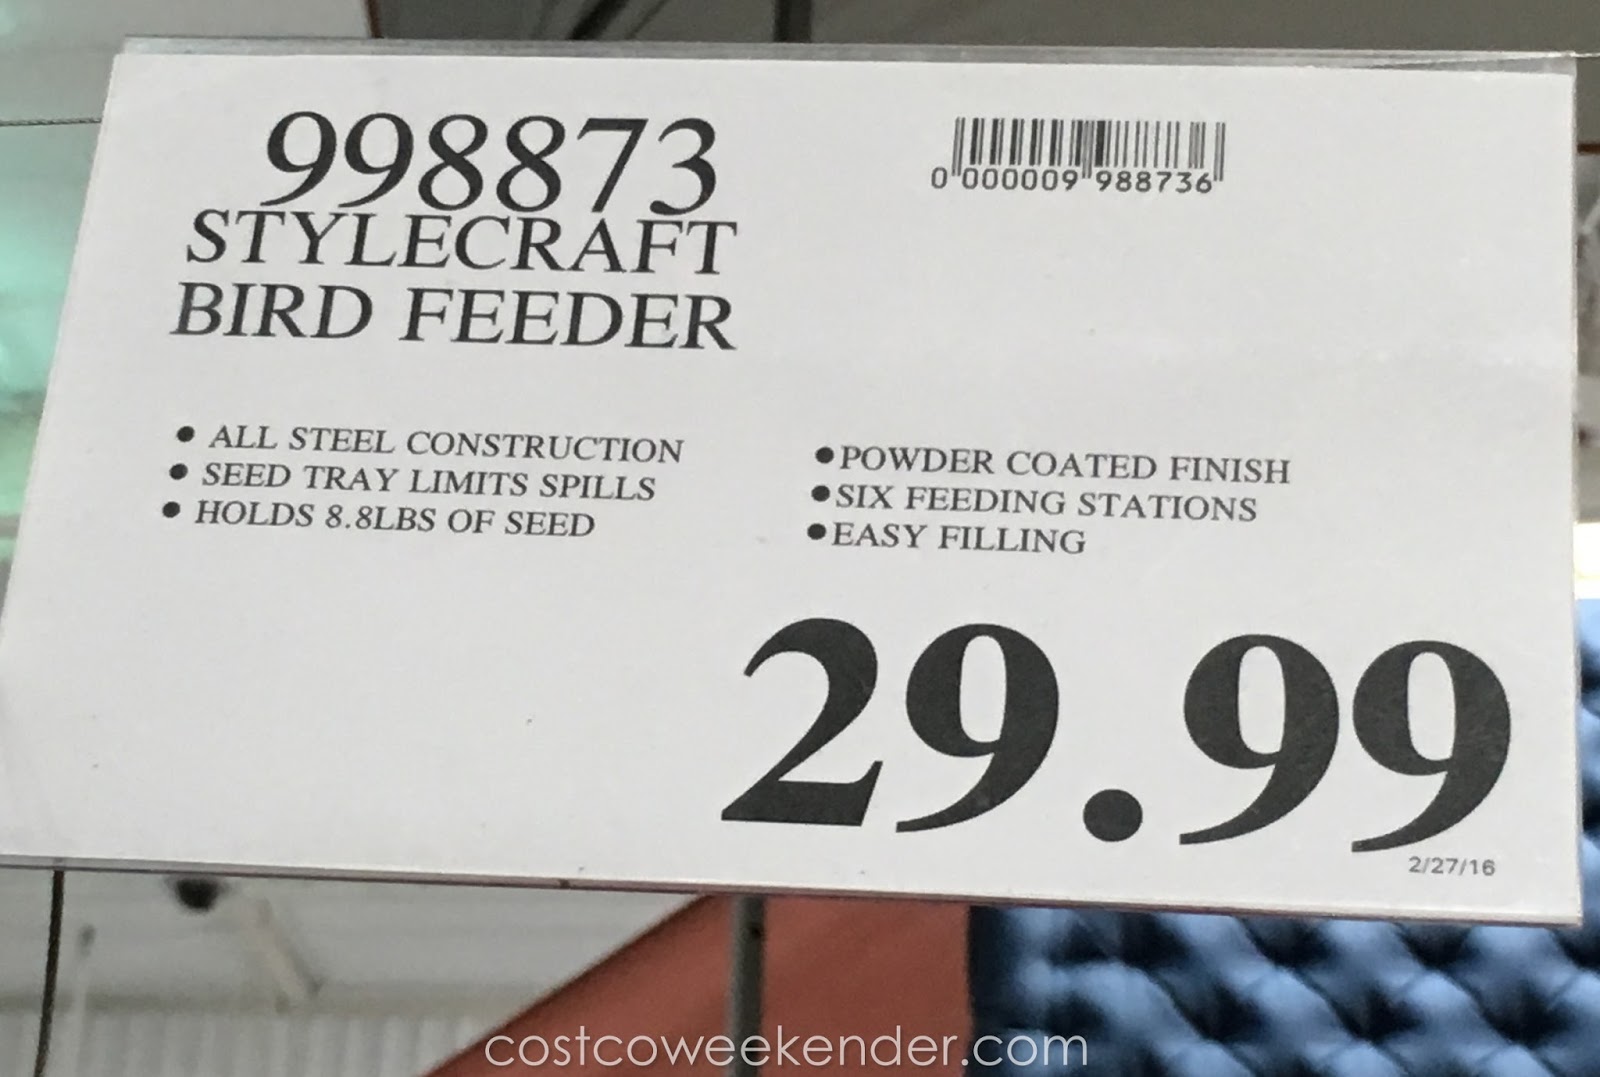 998873
STYLECRAFT
BIRD FEEDER
0 000009 988736
● ALL STEEL CONSTRUCTION
● SEED TRAY LIMITS SPILLS
● HOLDS 8.8LBS OF SEED
●POWDER COATED FINISH
●SIX FEEDING STATIONS
●EASY FILLING
29.99
2/27/16
costcoweekender.com